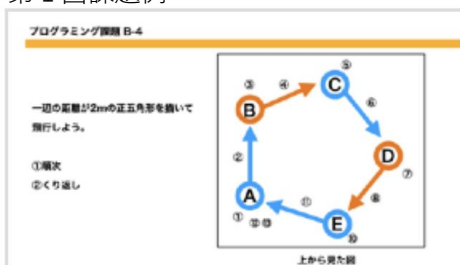 プログラミング課題 B-4
一辺の距離が2mの正五角形を描いて
飛行しよう。
①順次
②くり返し
⑤
③
④
C
B
⑥
②
D
⑦
A
⑪
⑧
①
E
⑩
上から見た図